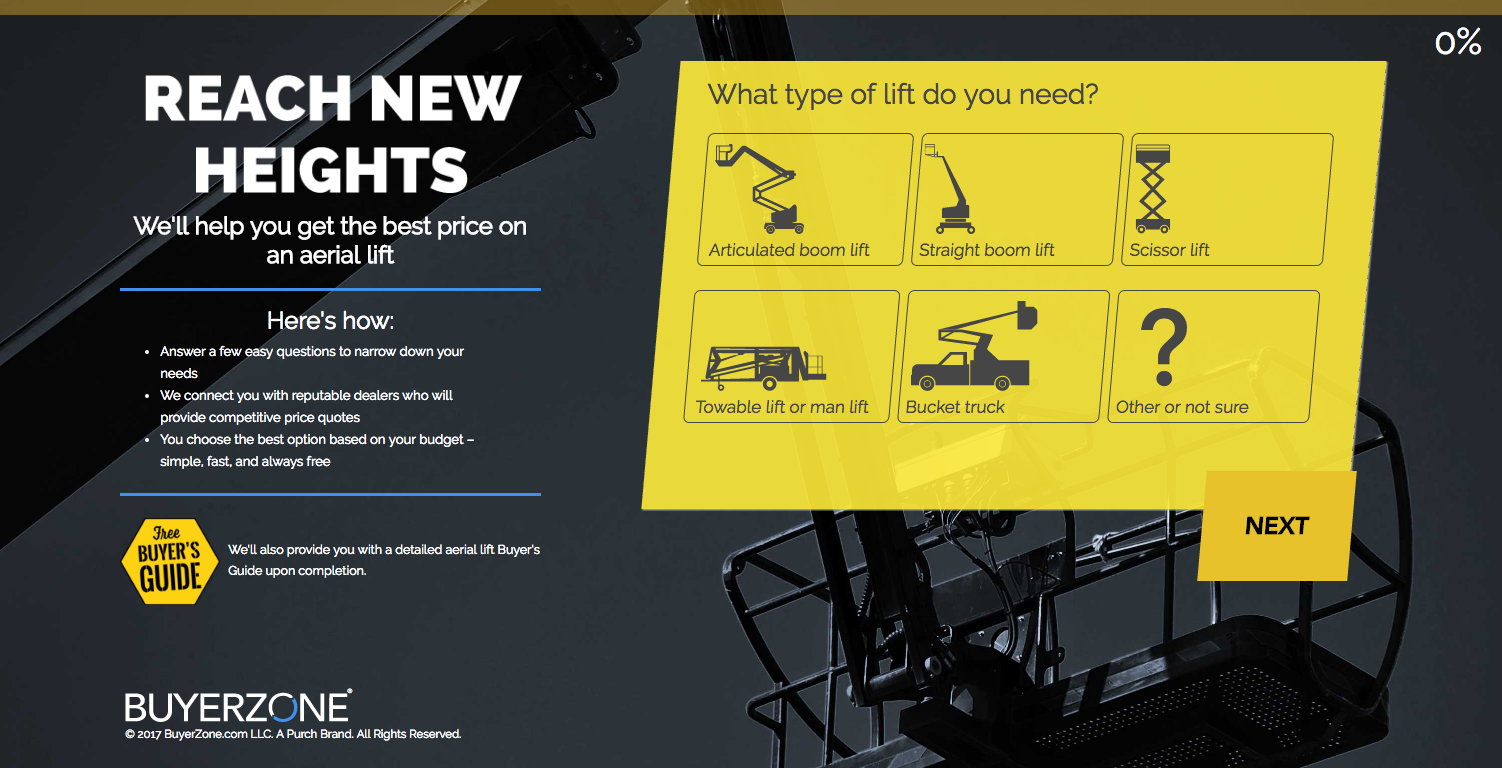 0%
REACH NEW
HEIGHTS
We'll help you get the best price on
an aerial lift
Here's how:
• Answer a few easy questions to narrow down your
needs
• We connect you with reputable dealers who will
provide competitive price quotes
• You choose the best option based on your budget –
simple, fast, and always free
Free
BUYER'S
GUIDE
We'll also provide you with a detailed aerial lift Buyer's
Guide upon completion.
BUYERZONE®
© 2017 BuyerZone.com LLC. A Purch Brand. All Rights Reserved.
What type of lift do you need?
Articulated boom lift
Straight boom lift
Scissor lift
Towable lift or man lift
Bucket truck
?
Other or not sure
NEXT